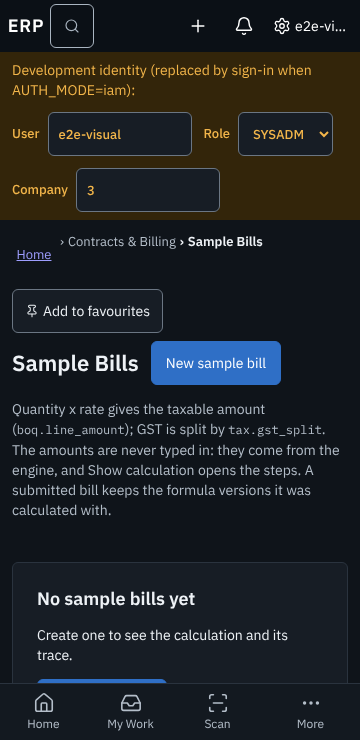 ERP
e2e-vi...
Development identity (replaced by sign-in when
AUTH_MODE=iam):
User e2e-visual Role SYSADM
Company 3
Home › Contracts & Billing › Sample Bills
Add to favourites
Sample Bills New sample bill
Quantity x rate gives the taxable amount
(boq.line_amount); GST is split by tax.gst_split.
The amounts are never typed in: they come from the
engine, and Show calculation opens the steps. A
submitted bill keeps the formula versions it was
calculated with.
No sample bills yet
Create one to see the calculation and its
trace.
Home My Work Scan More